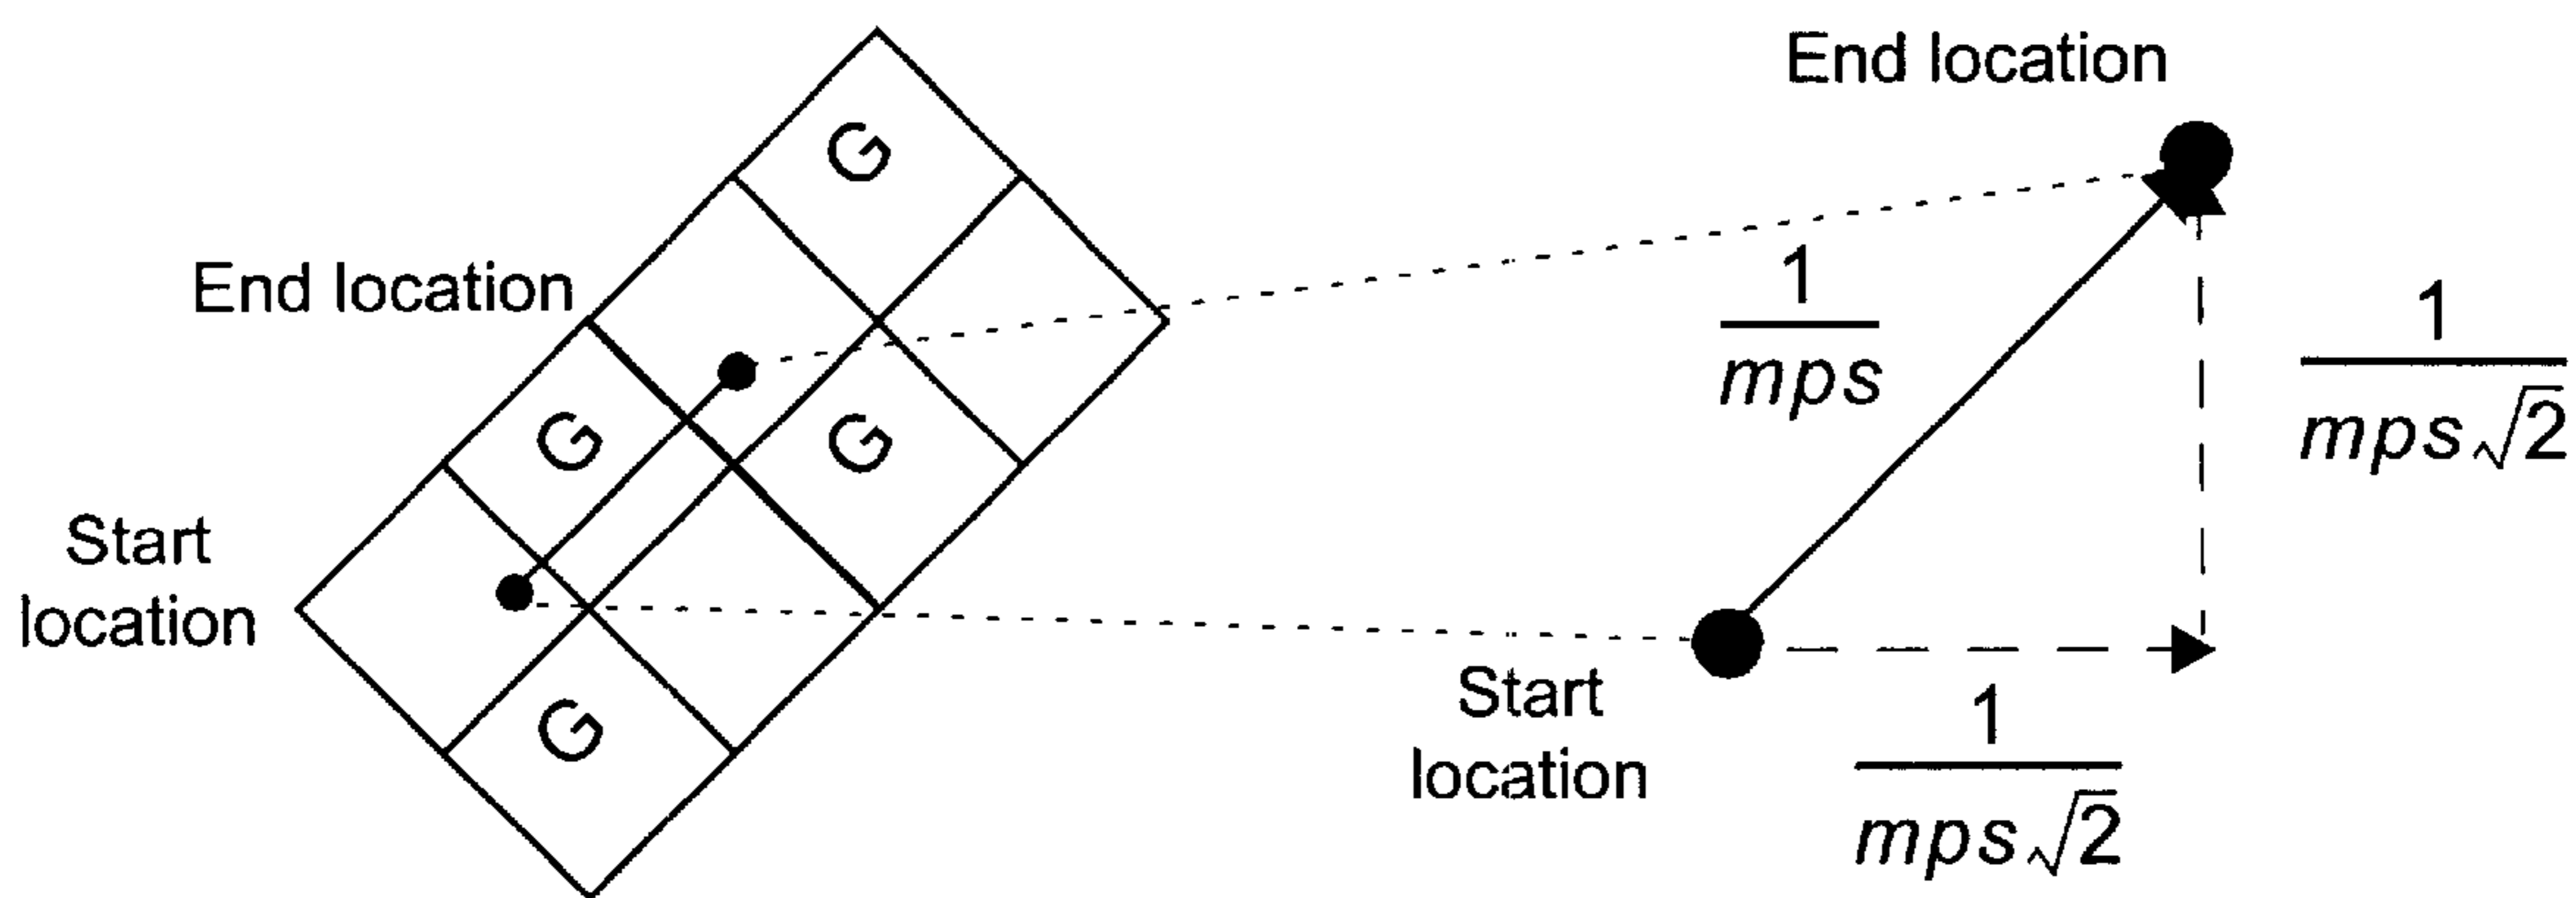 End location
G
1
mps
1
mps√2
End location
G
G
Start
location
Start
location
G
1
mps√2